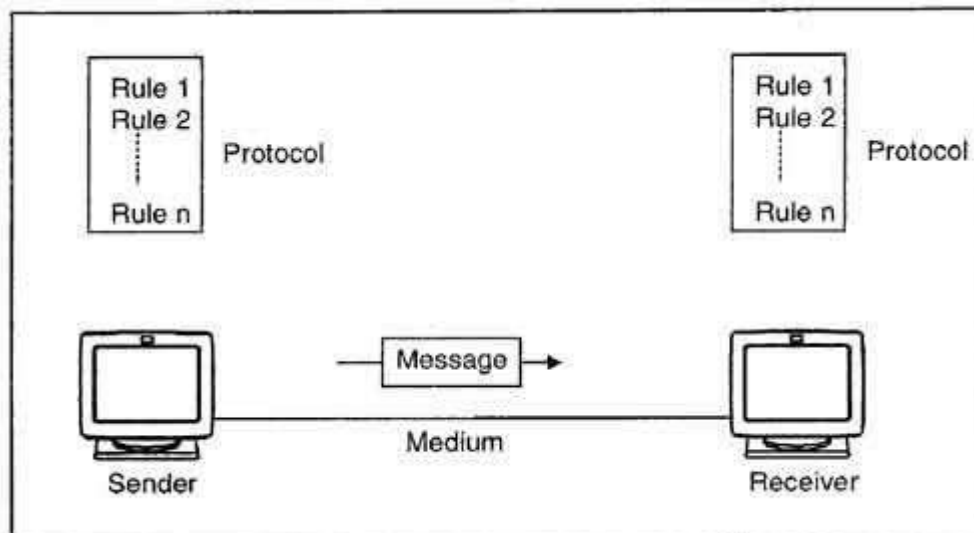 Rule 1
Rule 2
Rule n
Protocol
Rule 1
Rule 2
Rule n
Protocol
Message
Medium
Sender
Receiver